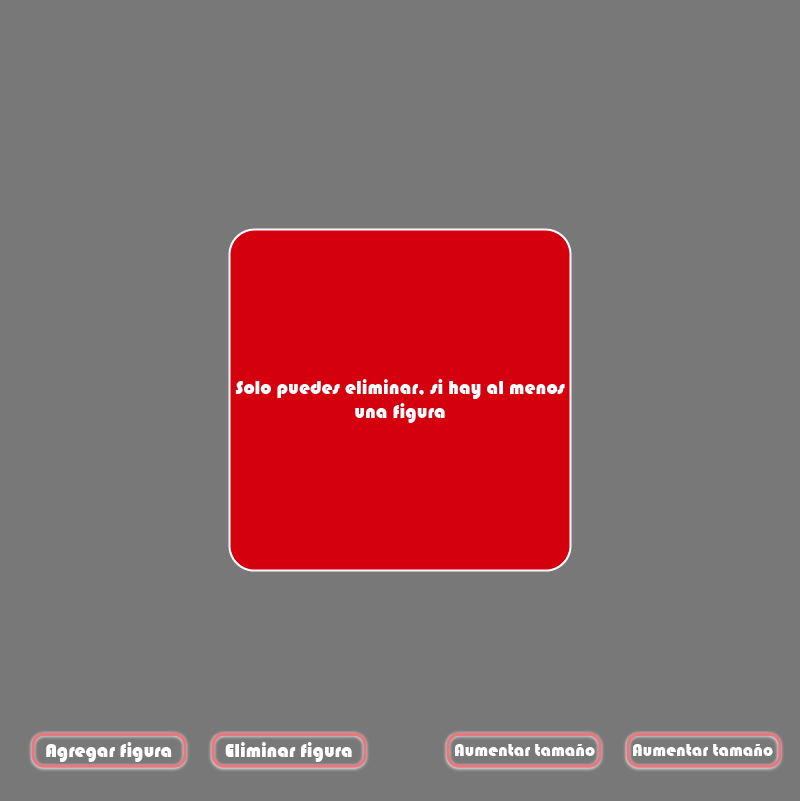 Solo puedes eliminar, si hay al menos
una figura
Agregar figura
Eliminar figura
Aumentar tamaño
Aumentar tamaño